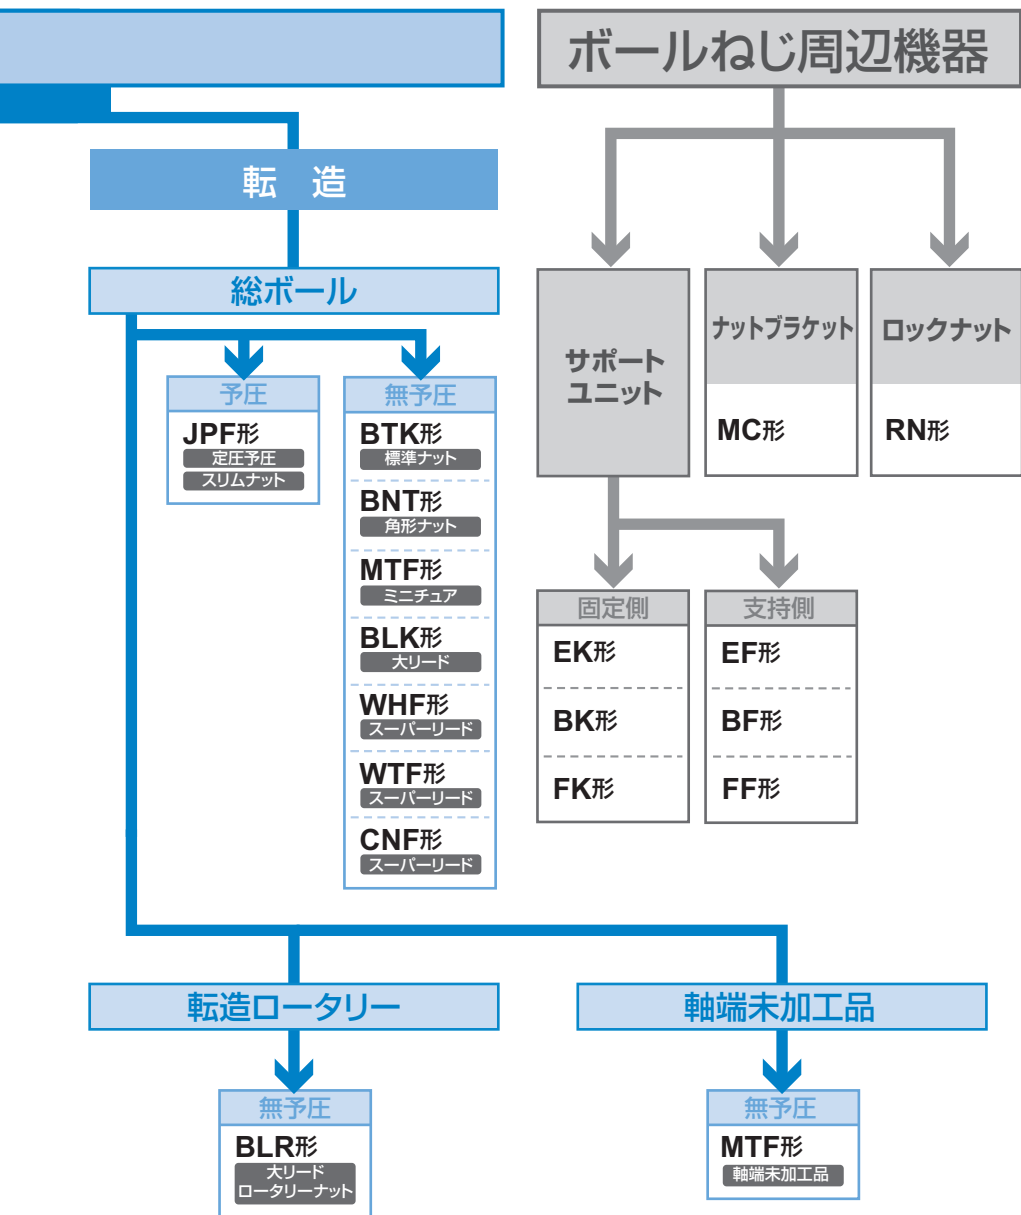 ボールねじ周辺機器
転 造
総ボール
予圧
JPF形
定圧予圧
スリムナット
無予圧
BTK形
標準ナット
BNT形
角形ナット
MTF形
ミニチュア
BLK形
大リード
WHF形
スーパーリード
WTF形
スーパーリード
CNF形
スーパーリード
サポート
ユニット
ナットブラケット
MC形
ロックナット
RN形
固定側
EK形
BK形
FK形
支持側
EF形
BF形
FF形
転造ロータリー
無予圧
BLR形
大リード
ロータリーナット
軸端未加工品
無予圧
MTF形
軸端未加工品